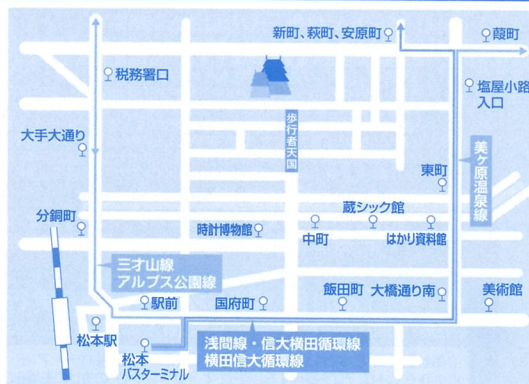 新町、萩町、安原町
葭町
税務署口
塩屋小路
入口
歩行者天国
大手大通り
美ヶ原温泉線
東町
分銅町
蔵シック館
時計博物館
中町
はかり資料館
三才山線
アルプス公園線
駅前
国府町
飯田町
大橋通り南
美術館
松本駅
松本
バスターミナル
浅間線・信大横田循環線
横田信大循環線